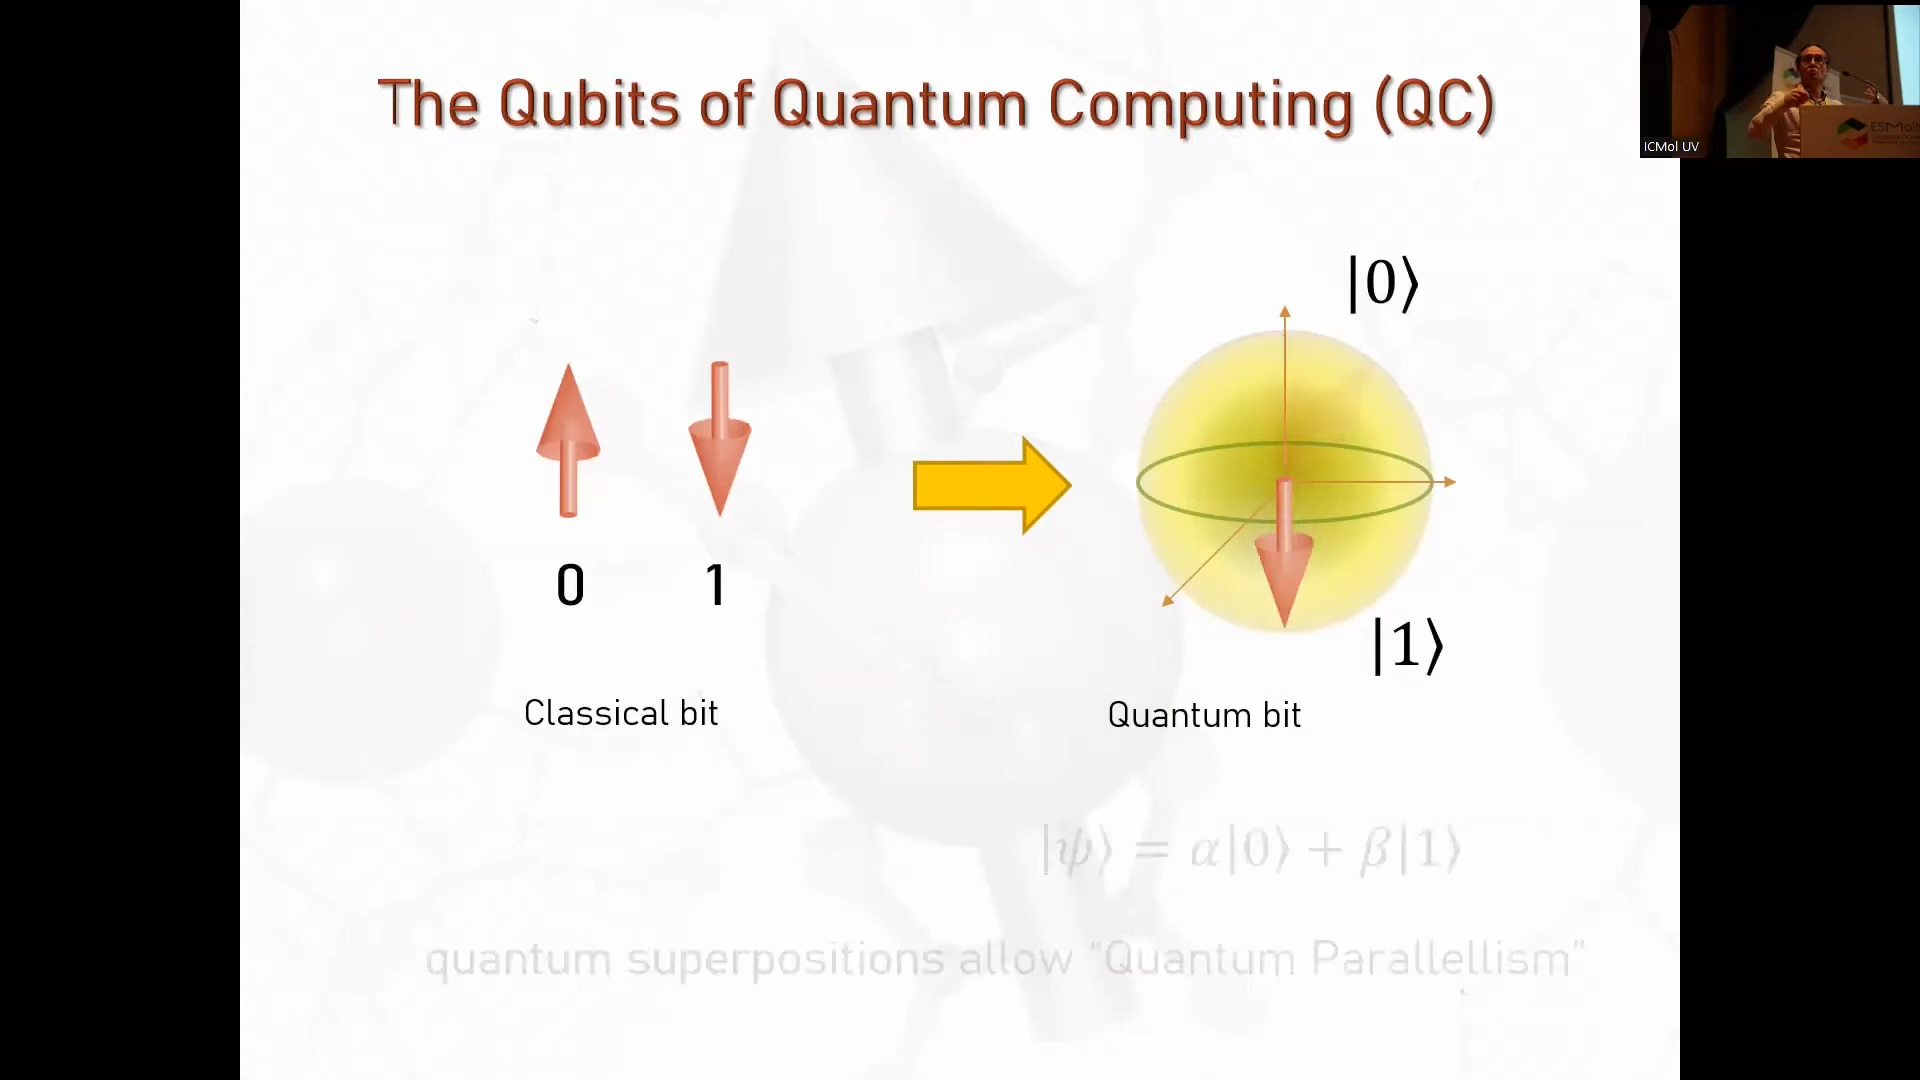 The Qubits of Quantum Computing (QC)
ICMol UV
|0⟩
0 1
|1⟩
Classical bit
Quantum bit
|ψ⟩ = α|0⟩ + β|1⟩
quantum superpositions allow “Quantum Parallellism”